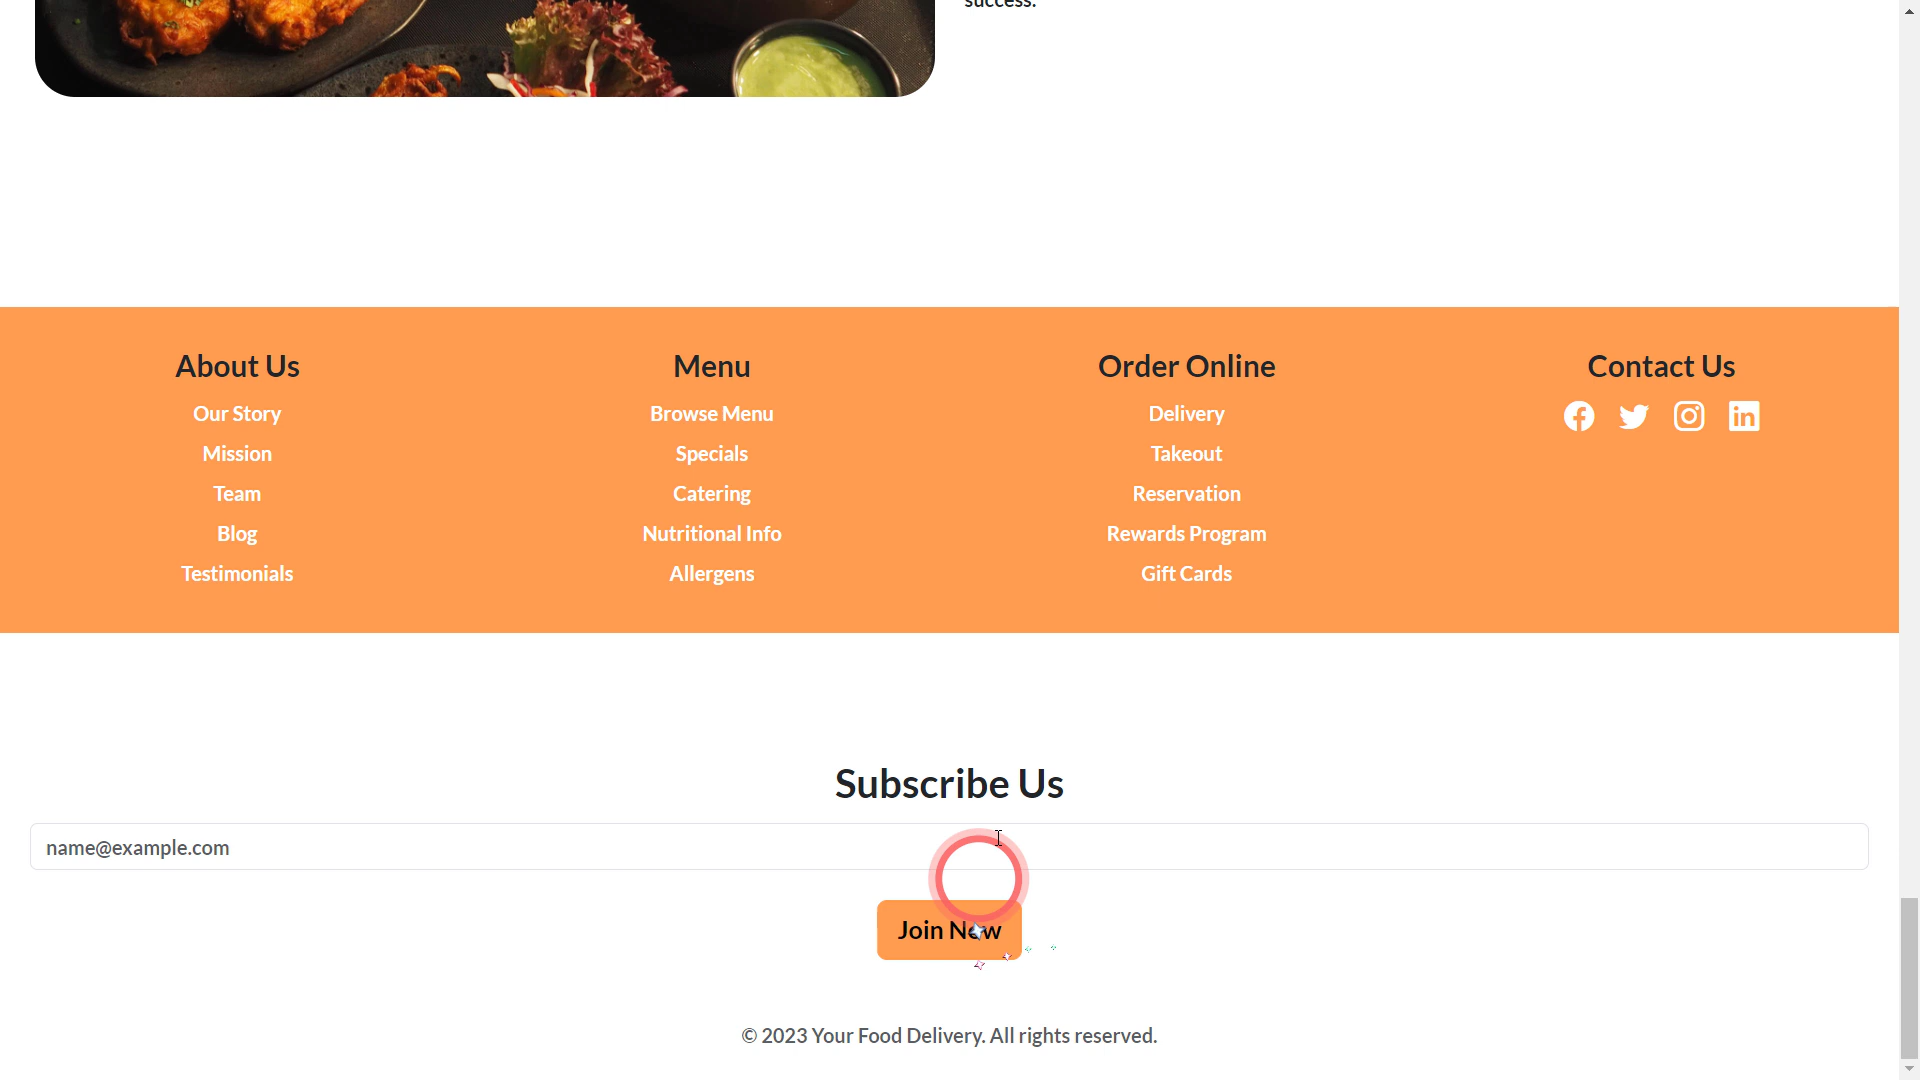 success.
About Us
Our Story
Mission
Team
Blog
Testimonials
Menu
Browse Menu
Specials
Catering
Nutritional Info
Allergens
Order Online
Delivery
Takeout
Reservation
Rewards Program
Gift Cards
Contact Us
Subscribe Us
name@example.com
Join Now
© 2023 Your Food Delivery. All rights reserved.